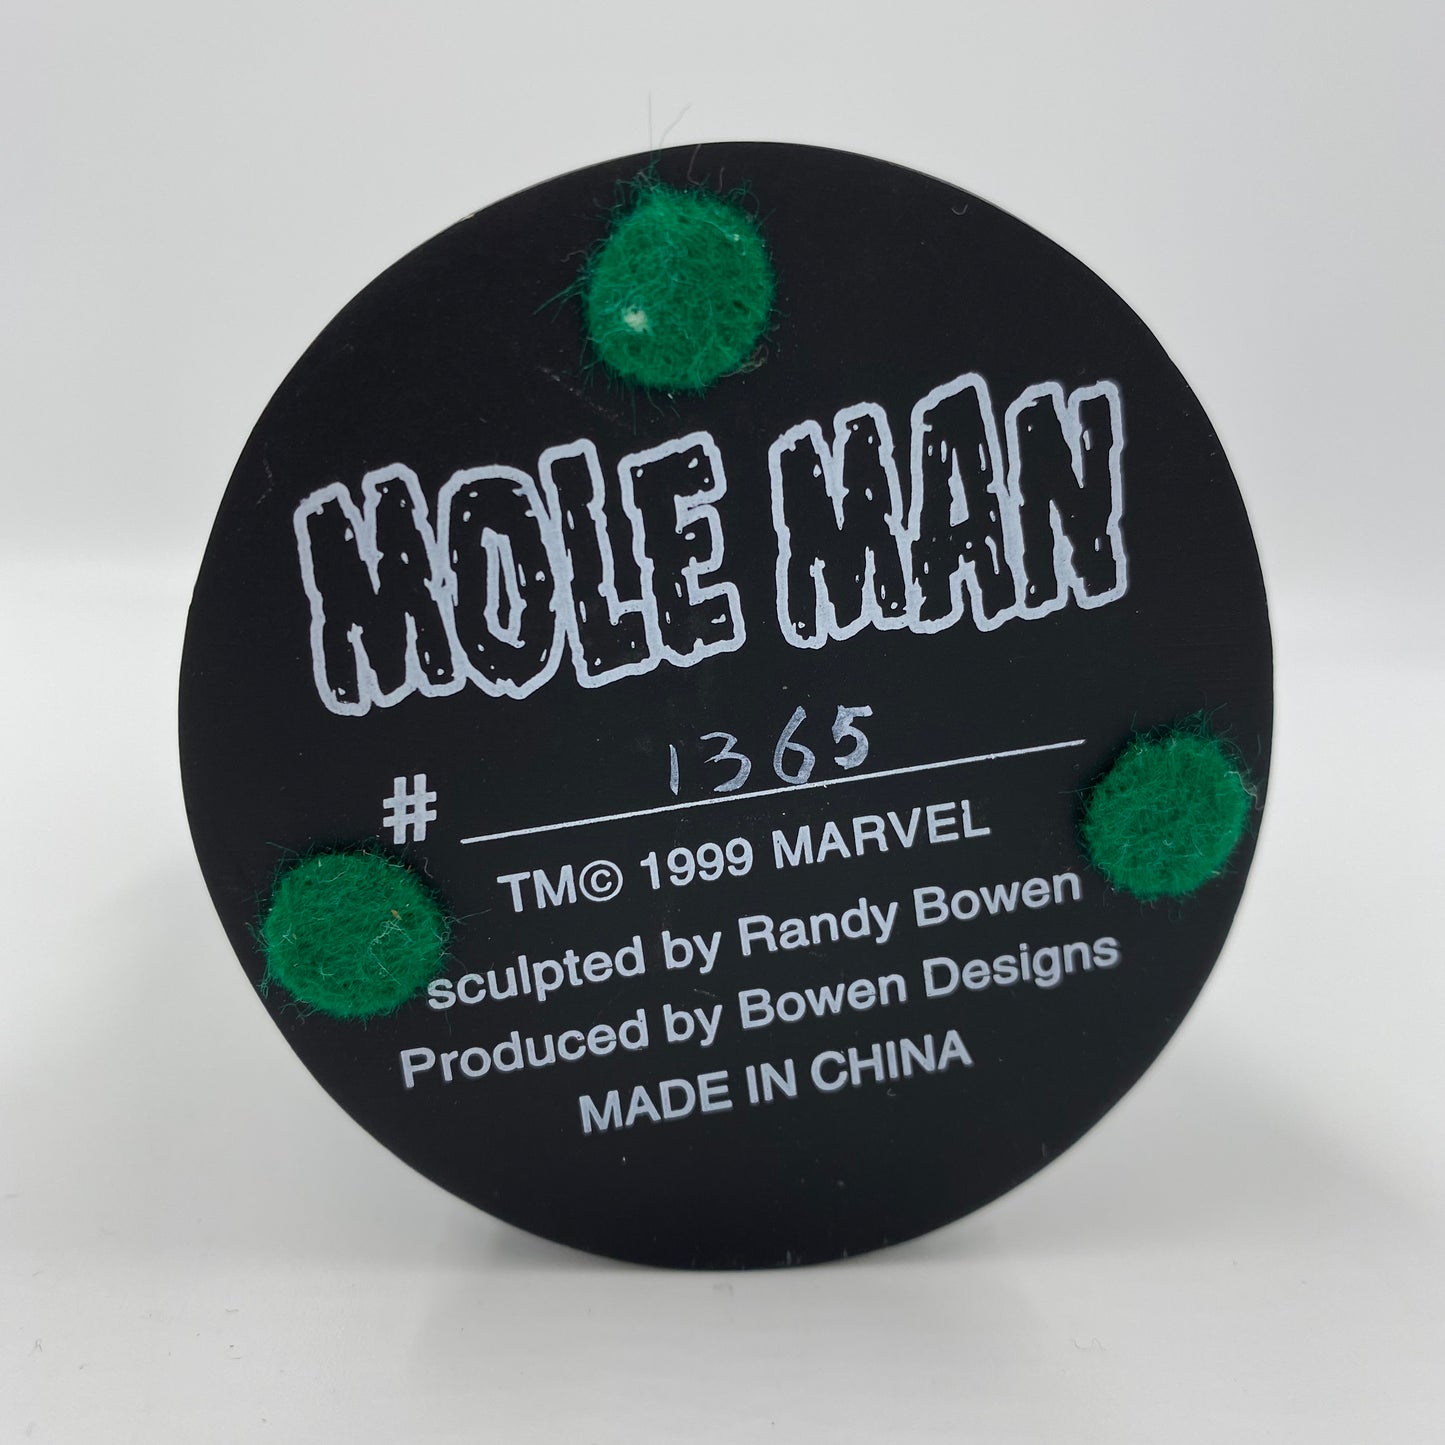 MOLE MAN
# 1365
TM© 1999 MARVEL
sculpted by Randy Bowen
Produced by Bowen Designs
MADE IN CHINA